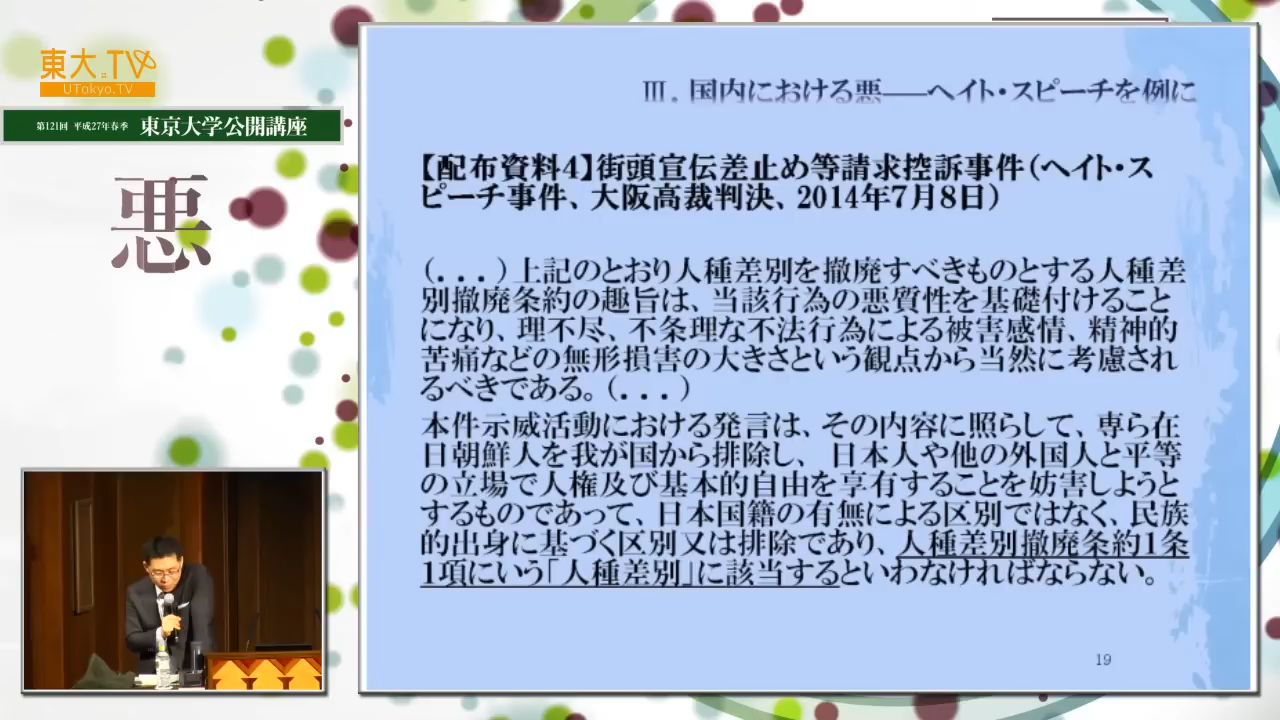 東大.TV
UTokyo.TV
第121回 平成27年春季 東京大学公開講座
悪
III. 国内における悪――ヘイト・スピーチを例に
【配布資料4】街頭宣伝差止め等請求控訴事件(ヘイト・ス
ピーチ事件、大阪高裁判決、2014年7月8日)
(...)上記のとおり人種差別を撤廃すべきものとする人種差
別撤廃条約の趣旨は、当該行為の悪質性を基礎付けること
になり、理不尽、不条理な不法行為による被害感情、精神的
苦痛などの無形損害の大きさという観点から当然に考慮され
るべきである。(...)
本件示威活動における発言は、その内容に照らして、専ら在
日朝鮮人を我が国から排除し、日本人や他の外国人と平等
の立場で人権及び基本的自由を享有することを妨害しようと
するものであって、日本国籍の有無による区別ではなく、民族
的出身に基づく区別又は排除であり、人種差別撤廃条約1条
1項にいう「人種差別」に該当するといわなければならない。
19